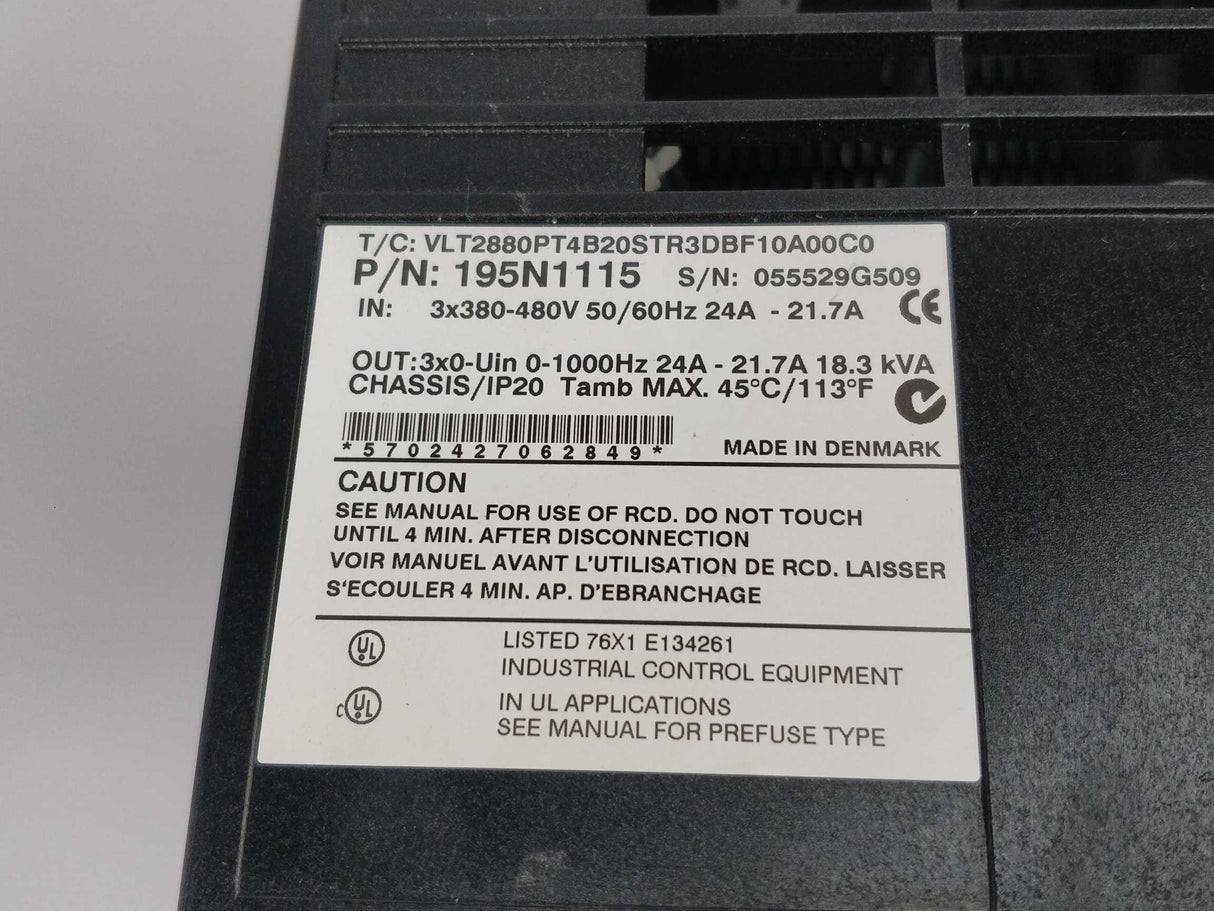 T/C: VLT2880PT4B20STR3DBF10A00C0
P/N: 195N1115 S/N: 055529G509
IN: 3x380-480V 50/60Hz 24A - 21.7A CE
OUT:3x0-Uin 0-1000Hz 24A - 21.7A 18.3 kVA
CHASSIS/IP20 Tamb MAX. 45°C/113°F
*5702427062849*
MADE IN DENMARK
CAUTION
SEE MANUAL FOR USE OF RCD. DO NOT TOUCH
UNTIL 4 MIN. AFTER DISCONNECTION
VOIR MANUEL AVANT L'UTILISATION DE RCD. LAISSER
S'ECOULER 4 MIN. AP. D'EBRANCHAGE
UL LISTED 76X1 E134261
INDUSTRIAL CONTROL EQUIPMENT
c UL IN UL APPLICATIONS
SEE MANUAL FOR PREFUSE TYPE